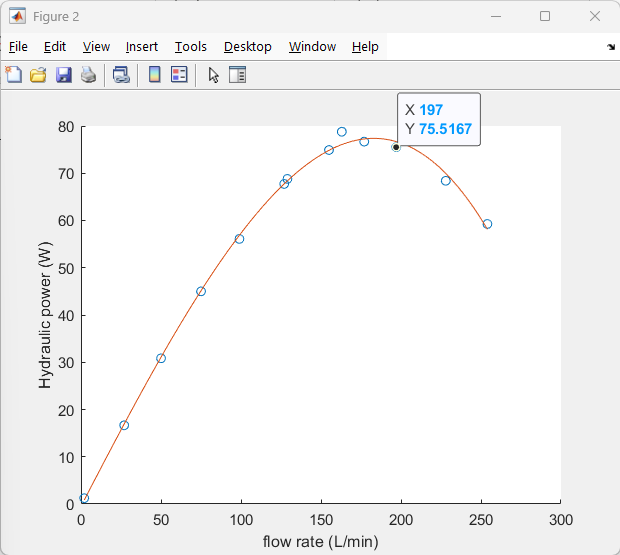 Figure 2
File Edit View Insert Tools Desktop Window Help
X 197
Y 75.5167
80
70
60
50
40
30
20
10
0
Hydraulic power (W)
0 50 100 150 200 250 300
flow rate (L/min)